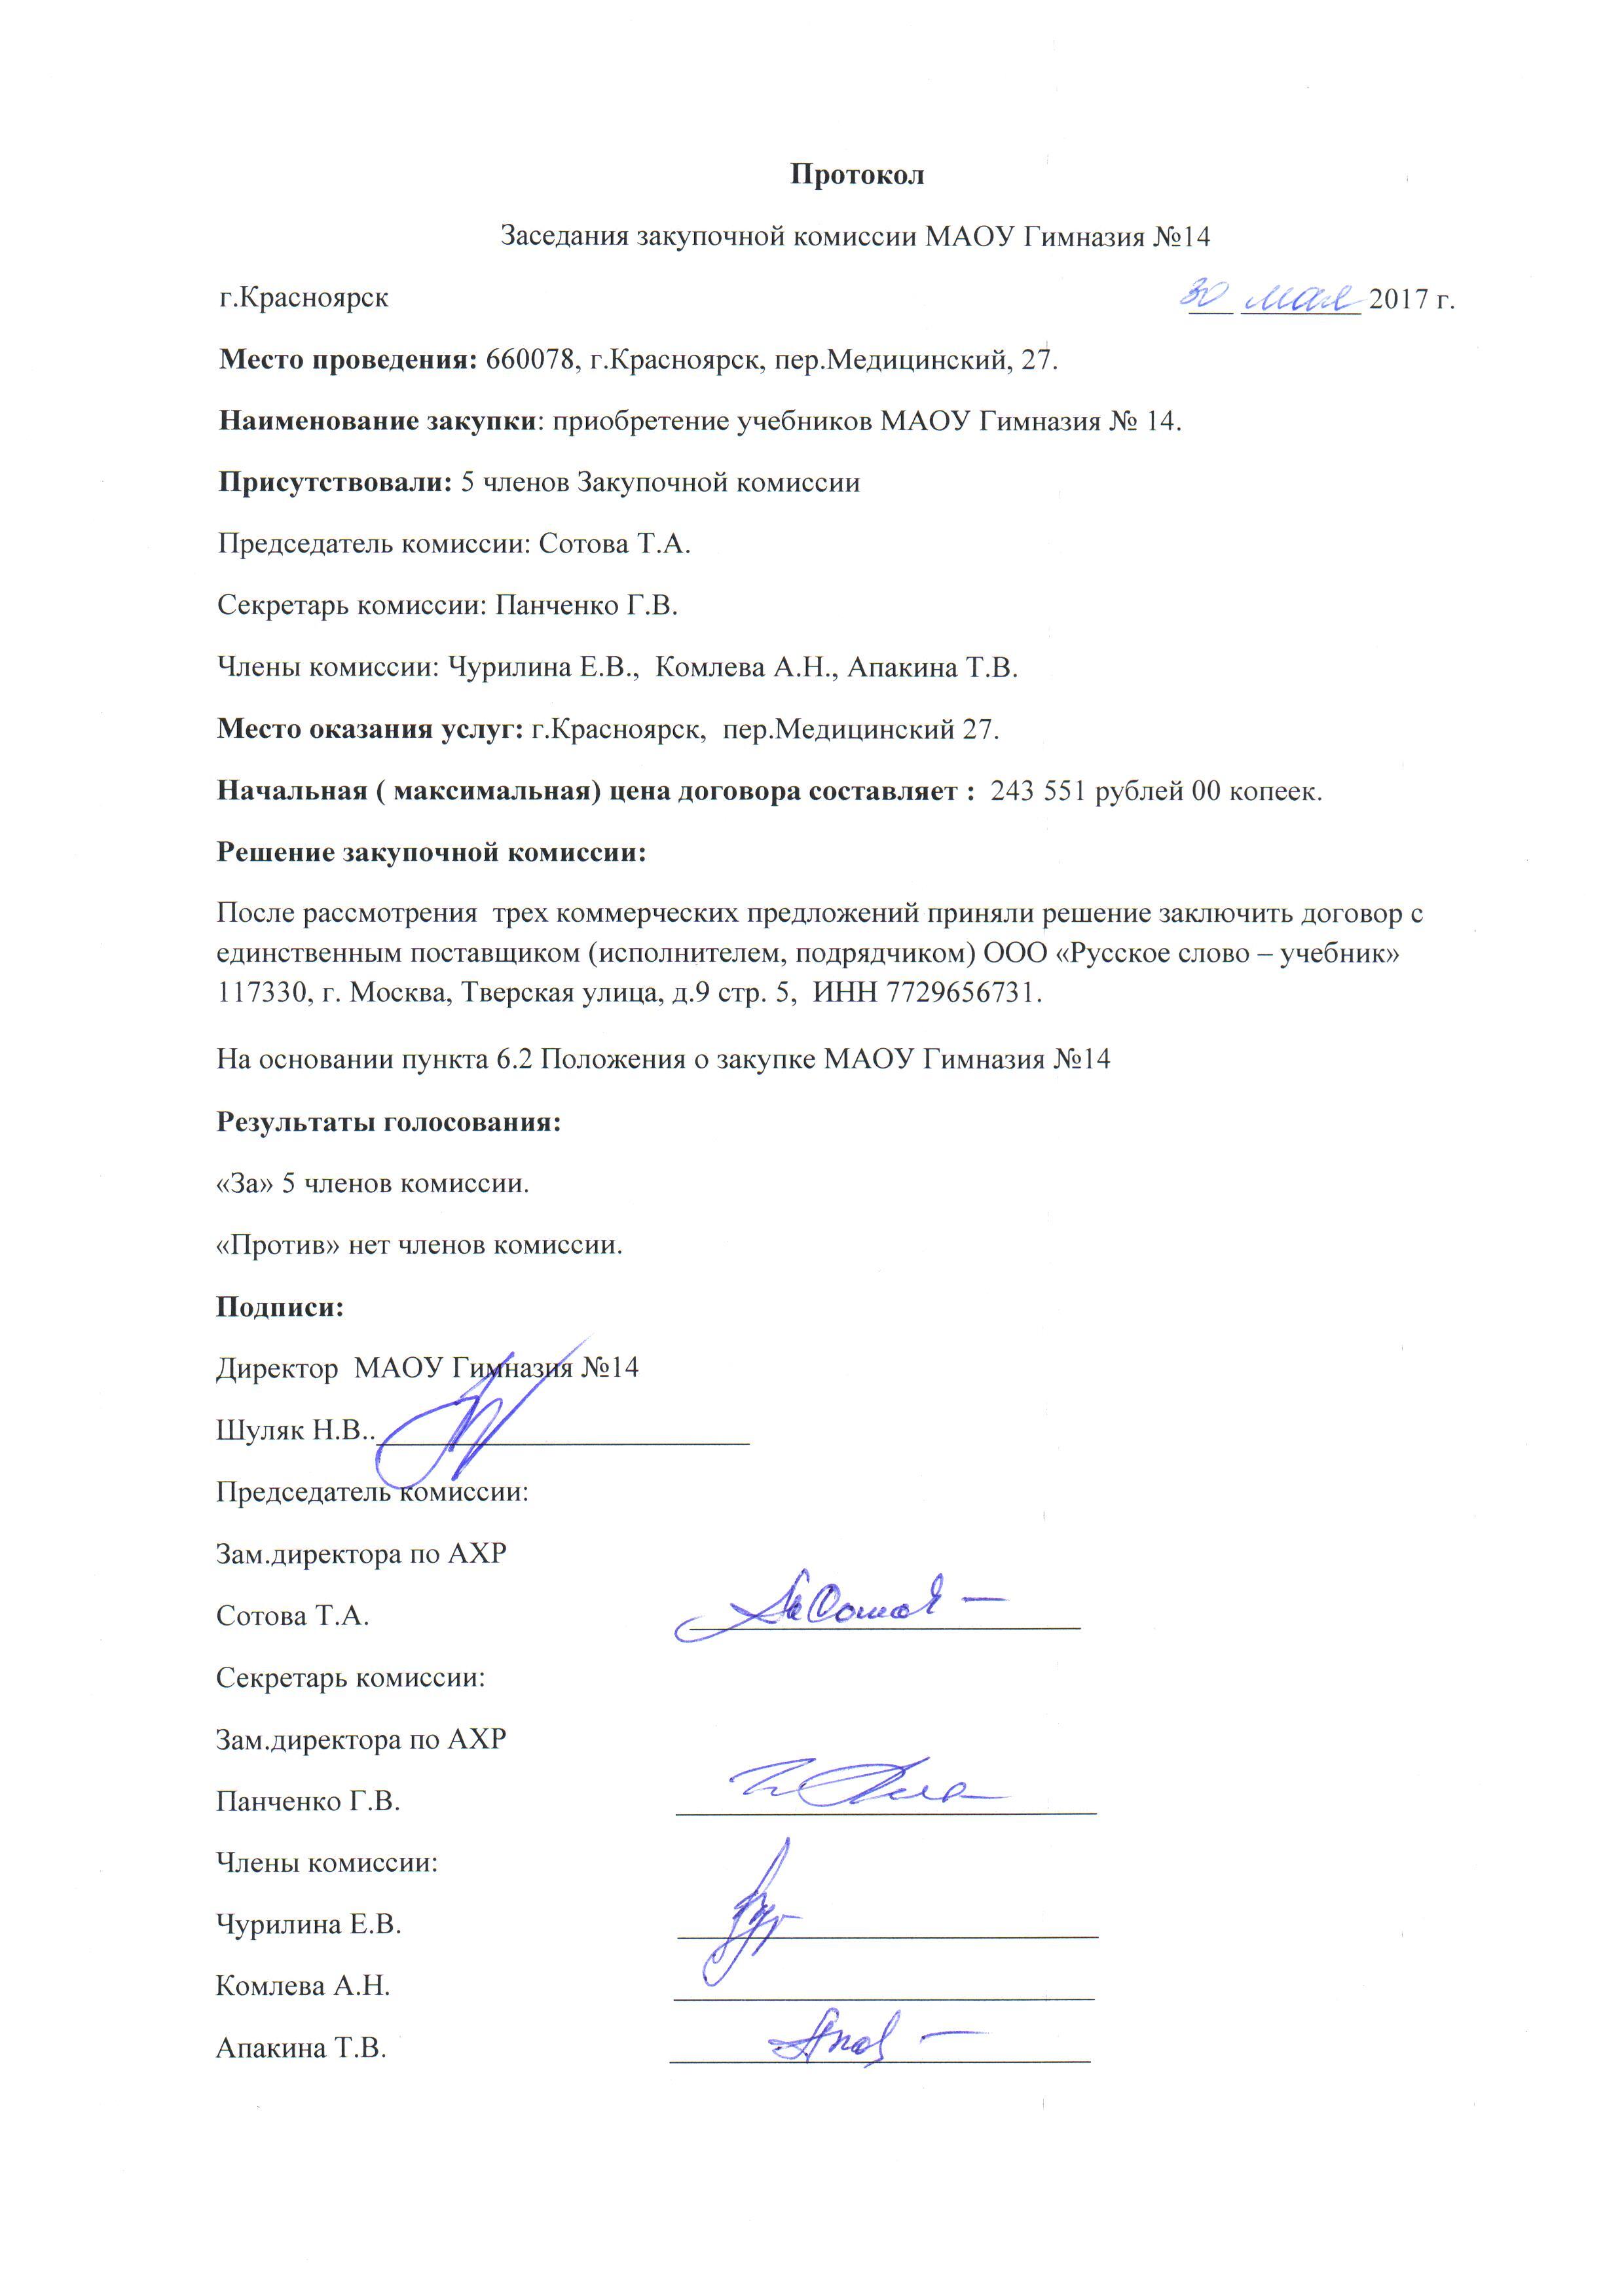 Протокол
Заседания закупочной комиссии МАОУ Гимназия №14
г.Красноярск 30 мая 2017 г.
Место проведения: 660078, г.Красноярск, пер.Медицинский, 27.
Наименование закупки: приобретение учебников МАОУ Гимназия № 14.
Присутствовали: 5 членов Закупочной комиссии
Председатель комиссии: Сотова Т.А.
Секретарь комиссии: Панченко Г.В.
Члены комиссии: Чурилина Е.В., Комлева А.Н., Апакина Т.В.
Место оказания услуг: г.Красноярск, пер.Медицинский 27.
Начальная ( максимальная) цена договора составляет : 243 551 рублей 00 копеек.
Решение закупочной комиссии:
После рассмотрения трех коммерческих предложений приняли решение заключить договор с
единственным поставщиком (исполнителем, подрядчиком) ООО «Русское слово – учебник»
117330, г. Москва, Тверская улица, д.9 стр. 5, ИНН 7729656731.
На основании пункта 6.2 Положения о закупке МАОУ Гимназия №14
Результаты голосования:
«За» 5 членов комиссии.
«Против» нет членов комиссии.
Подписи:
Директор МАОУ Гимназия №14
Шуляк Н.В..
Председатель комиссии:
Зам.директора по АХР
Сотова Т.А.
Секретарь комиссии:
Зам.директора по АХР
Панченко Г.В.
Члены комиссии:
Чурилина Е.В.
Комлева А.Н.
Апакина Т.В.